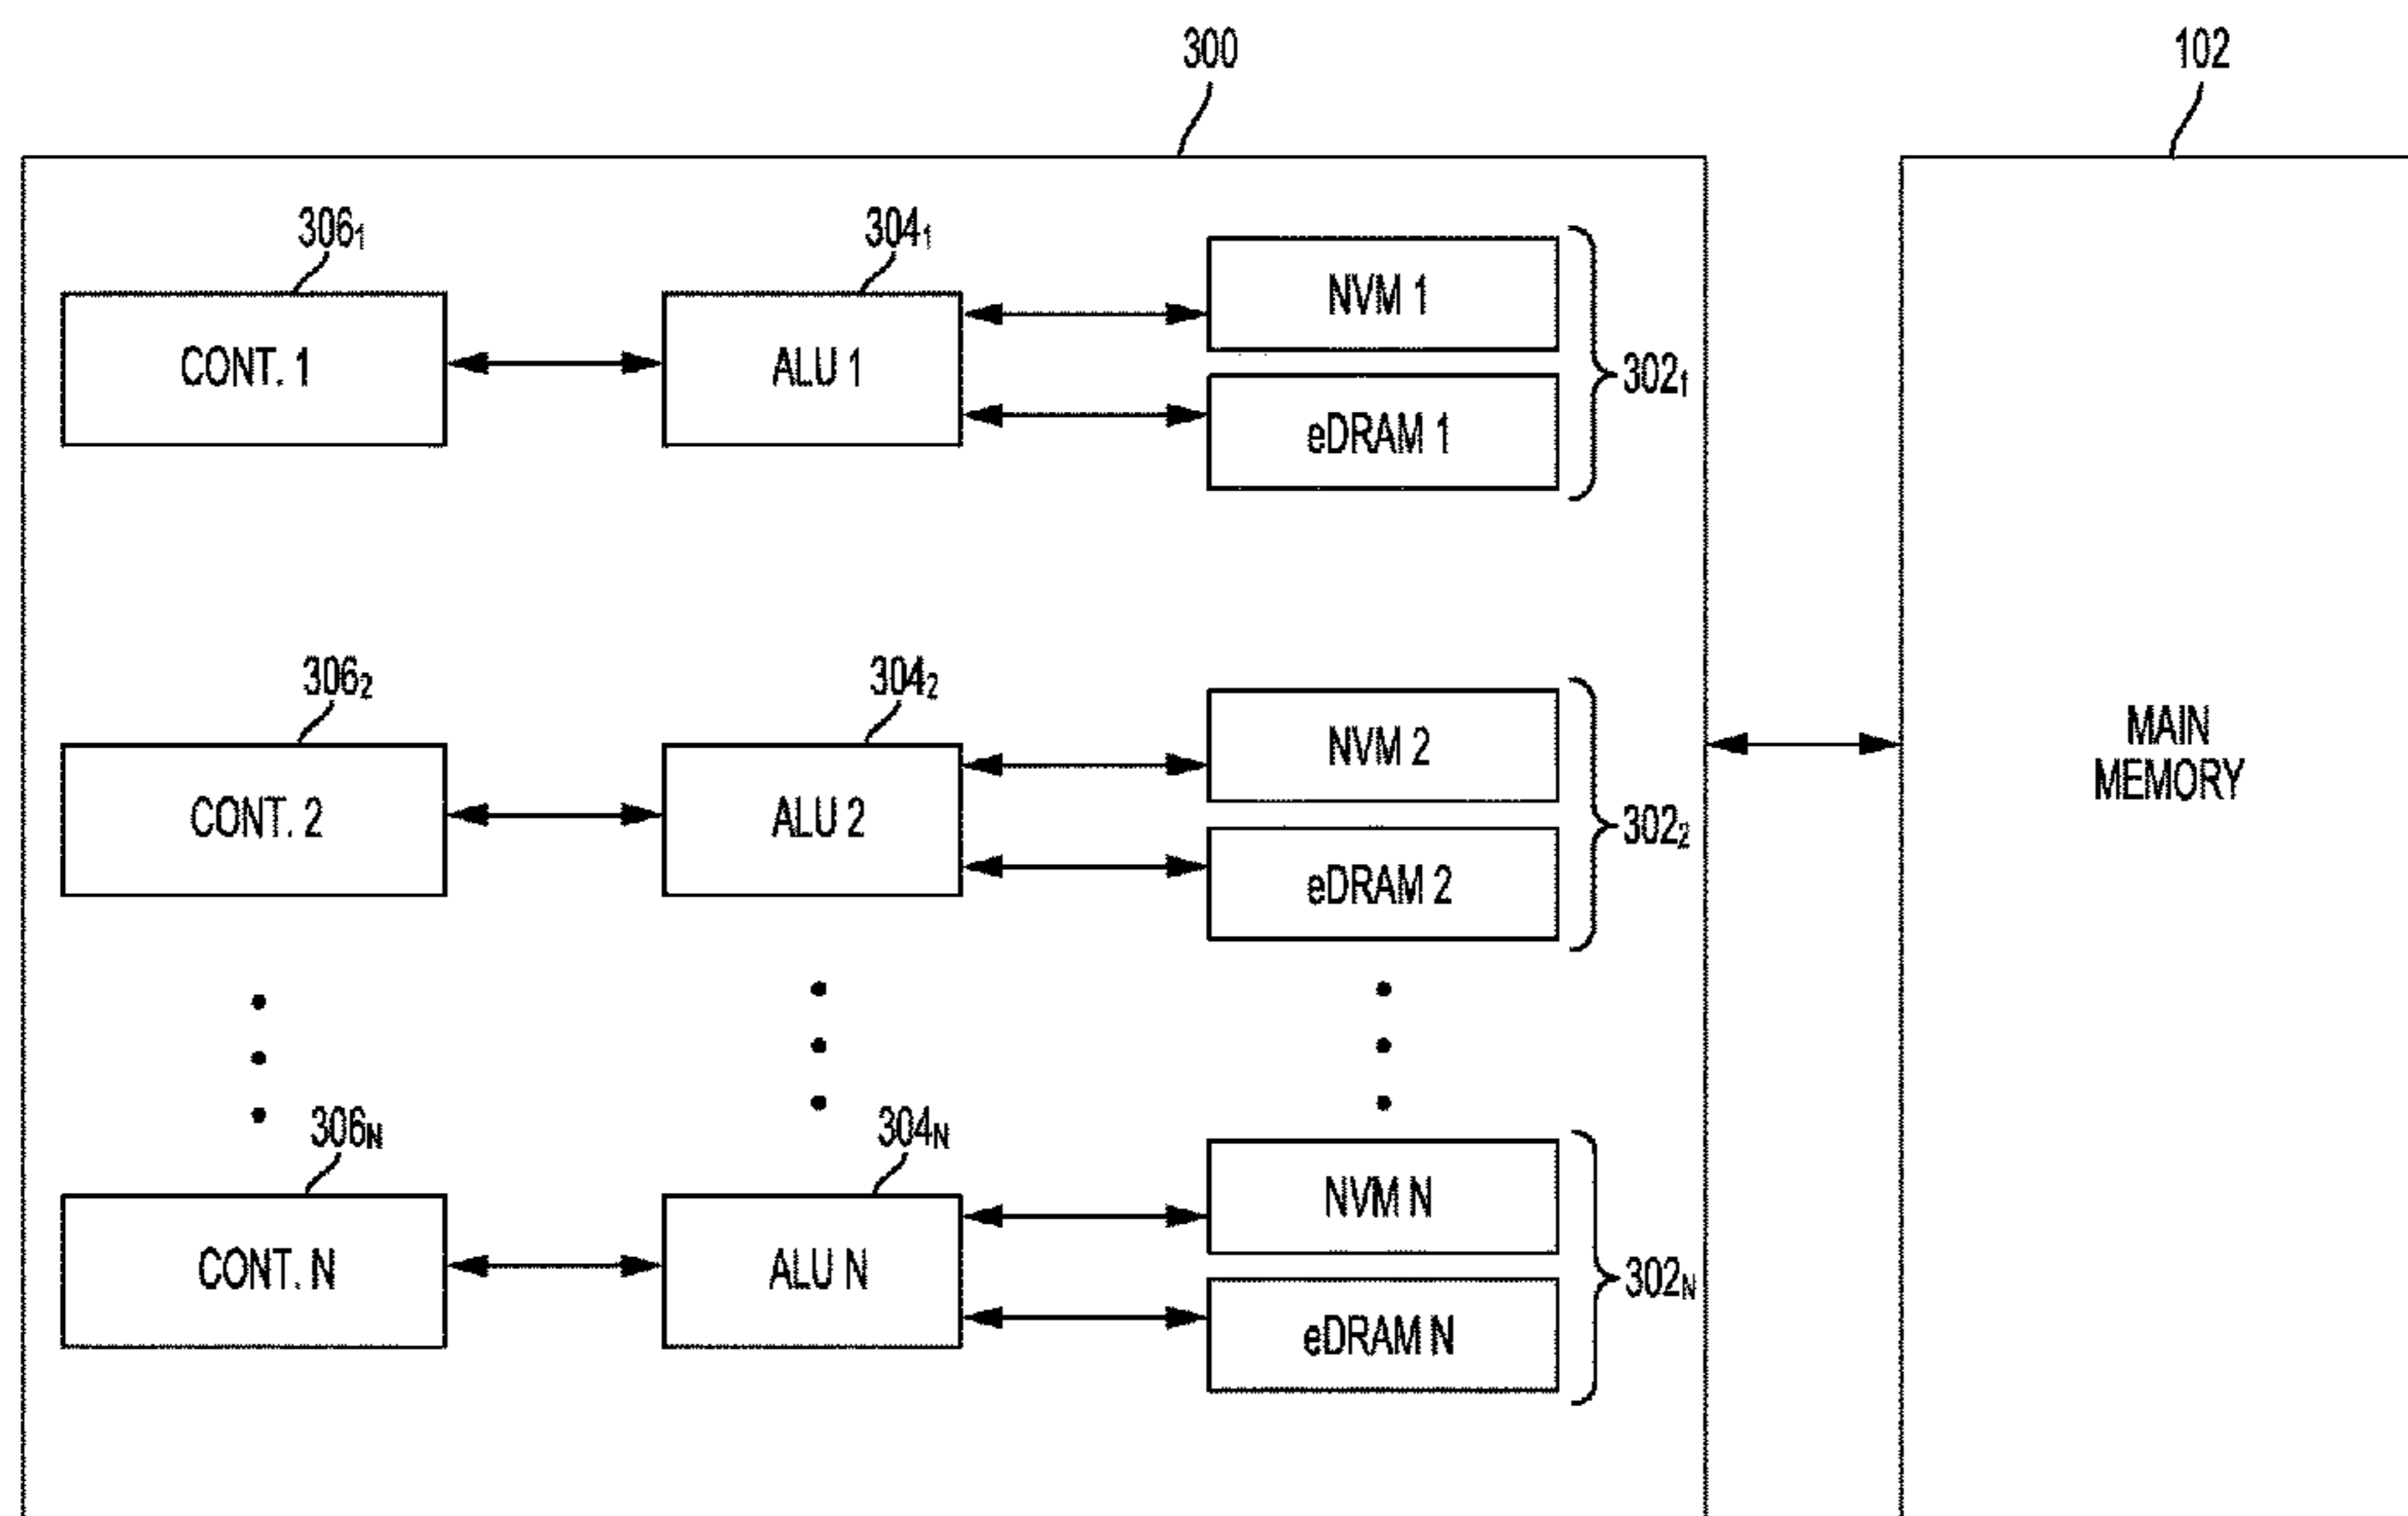 300
102
306₁
304₁
NVM 1
CONT. 1
ALU 1
302₁
eDRAM 1
306₂
304₂
NVM 2
MAIN
MEMORY
CONT. 2
ALU 2
302₂
eDRAM 2
306N
304N
NVM N
CONT. N
ALU N
302N
eDRAM N